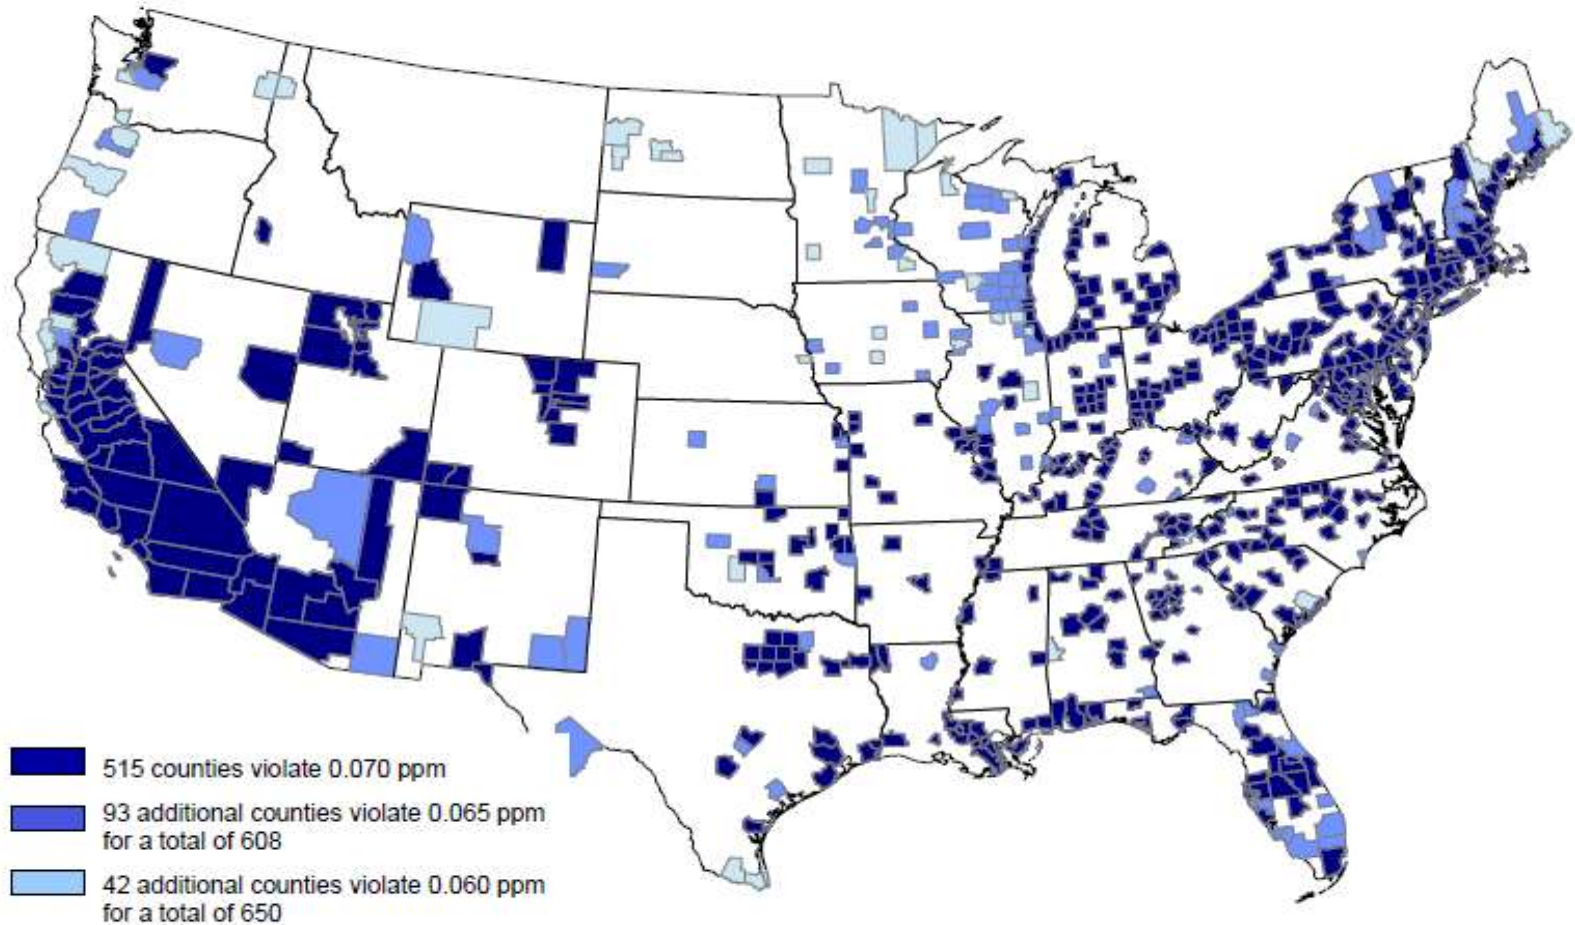 515 counties violate 0.070 ppm
93 additional counties violate 0.065 ppm
for a total of 608
42 additional counties violate 0.060 ppm
for a total of 650